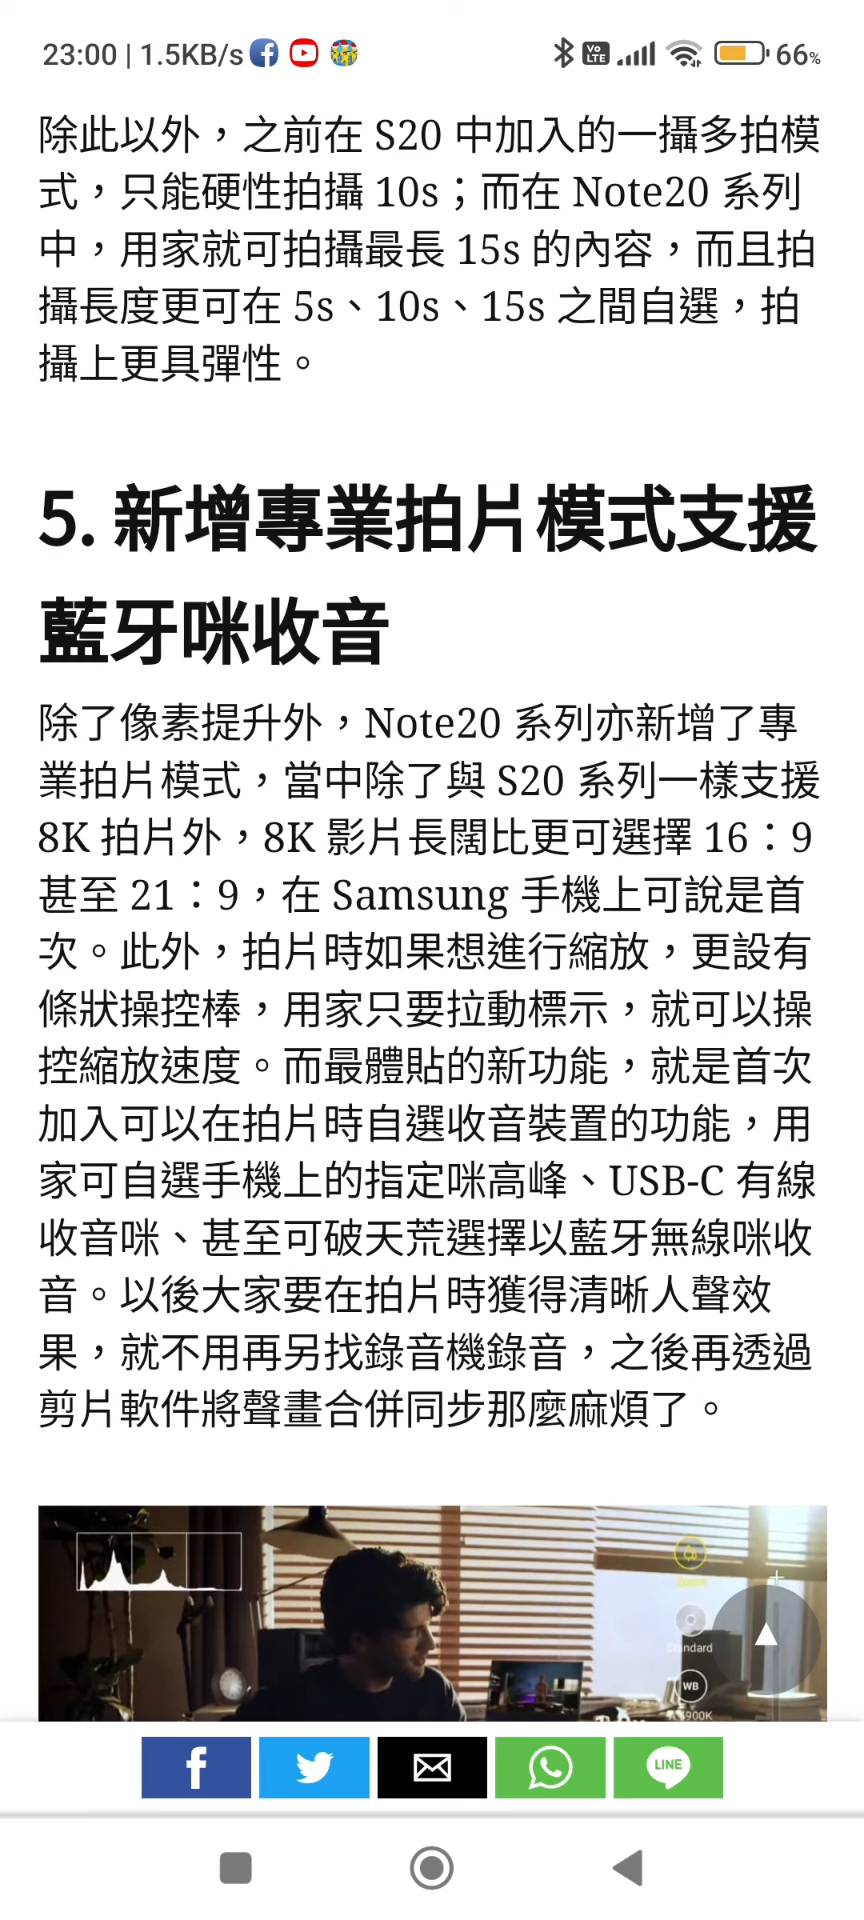 23:00 | 1.5KB/s
Vo LTE
66%
除此以外，之前在 S20 中加入的一攝多拍模
式，只能硬性拍攝 10s；而在 Note20 系列
中，用家就可拍攝最長 15s 的內容，而且拍
攝長度更可在 5s、10s、15s 之間自選，拍
攝上更具彈性。
5. 新增專業拍片模式支援
藍牙咪收音
除了像素提升外，Note20 系列亦新增了專
業拍片模式，當中除了與 S20 系列一樣支援
8K 拍片外，8K 影片長闊比更可選擇 16：9
甚至 21：9，在 Samsung 手機上可說是首
次。此外，拍片時如果想進行縮放，更設有
條狀操控棒，用家只要拉動標示，就可以操
控縮放速度。而最體貼的新功能，就是首次
加入可以在拍片時自選收音裝置的功能，用
家可自選手機上的指定咪高峰、USB-C 有線
收音咪、甚至可破天荒選擇以藍牙無線咪收
音。以後大家要在拍片時獲得清晰人聲效
果，就不用再另找錄音機錄音，之後再透過
剪片軟件將聲畫合併同步那麼麻煩了。
WB
4900K
LINE